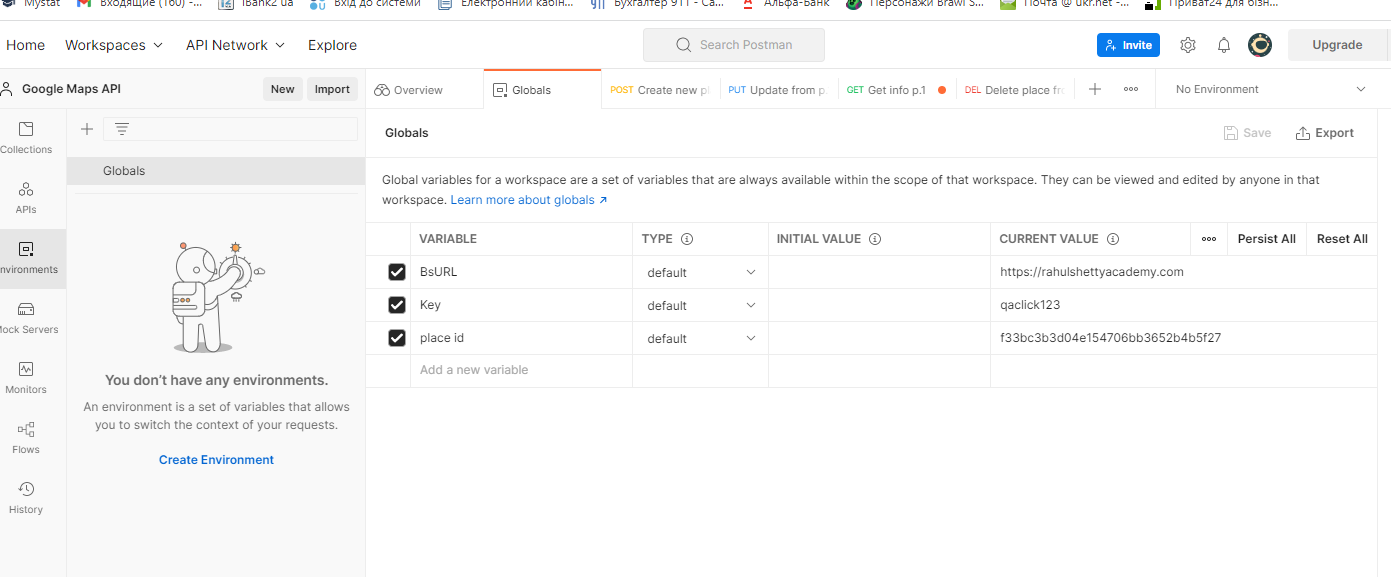 Mystat Входящие (160) -... iBank2 ua Вхід до системи Електронний кабін... Бухгалтер 911 - Са... Альфа-Банк Персонажи Brawl S... Почта @ ukr.net -... Приват24 для бізн...
Home Workspaces API Network Explore Search Postman Invite Upgrade
Google Maps API New Import Overview Globals POST Create new pl PUT Update from p. GET Get info p.1 DEL Delete place fro No Environment
Collections
APIs
nvironments
Mock Servers
Monitors
Flows
History
Globals
You don't have any environments.
An environment is a set of variables that allows
you to switch the context of your requests.
Create Environment
Globals Save Export
Global variables for a workspace are a set of variables that are always available within the scope of that workspace. They can be viewed and edited by anyone in that
workspace. Learn more about globals ↗
VARIABLE TYPE INITIAL VALUE CURRENT VALUE Persist All Reset All
BsURL default https://rahulshettyacademy.com
Key default qaclick123
place id default f33bc3b3d04e154706bb3652b4b5f27
Add a new variable